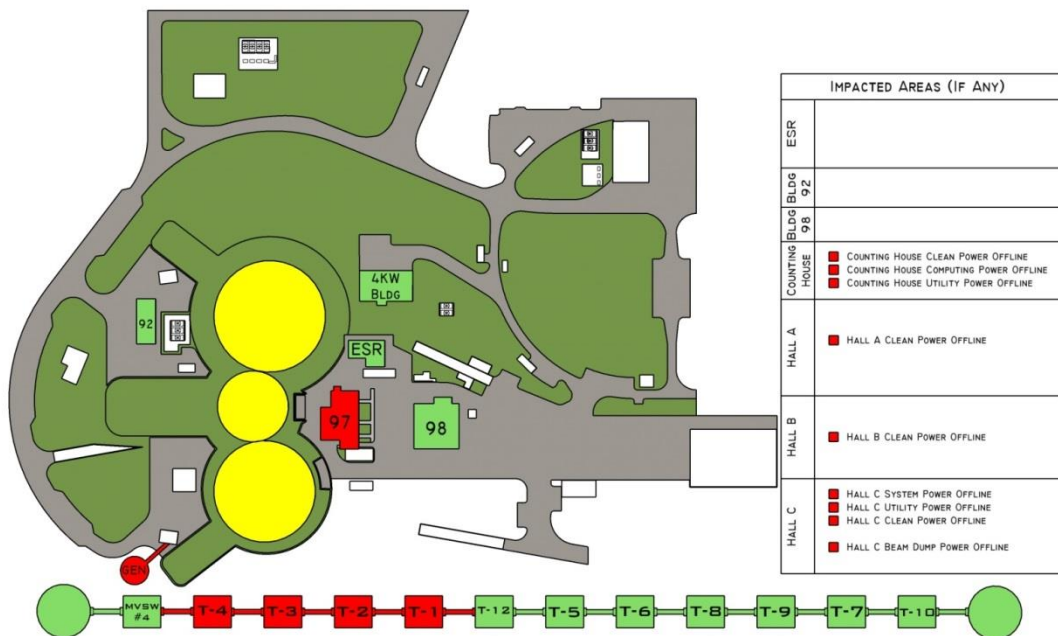 IMPACTED AREAS (IF ANY)
ESR
BLDG
92
BLDG
98
COUNTING
HOUSE
COUNTING HOUSE CLEAN POWER OFFLINE
COUNTING HOUSE COMPUTING POWER OFFLINE
COUNTING HOUSE UTILITY POWER OFFLINE
HALL A
HALL A CLEAN POWER OFFLINE
HALL B
HALL B CLEAN POWER OFFLINE
HALL C
HALL C SYSTEM POWER OFFLINE
HALL C UTILITY POWER OFFLINE
HALL C CLEAN POWER OFFLINE
HALL C BEAM DUMP POWER OFFLINE
4KW
BLDG
92
ESR
97
98
GEN
MVSW
#4
T-4
T-3
T-2
T-1
T-12
T-5
T-6
T-8
T-9
T-7
T-10